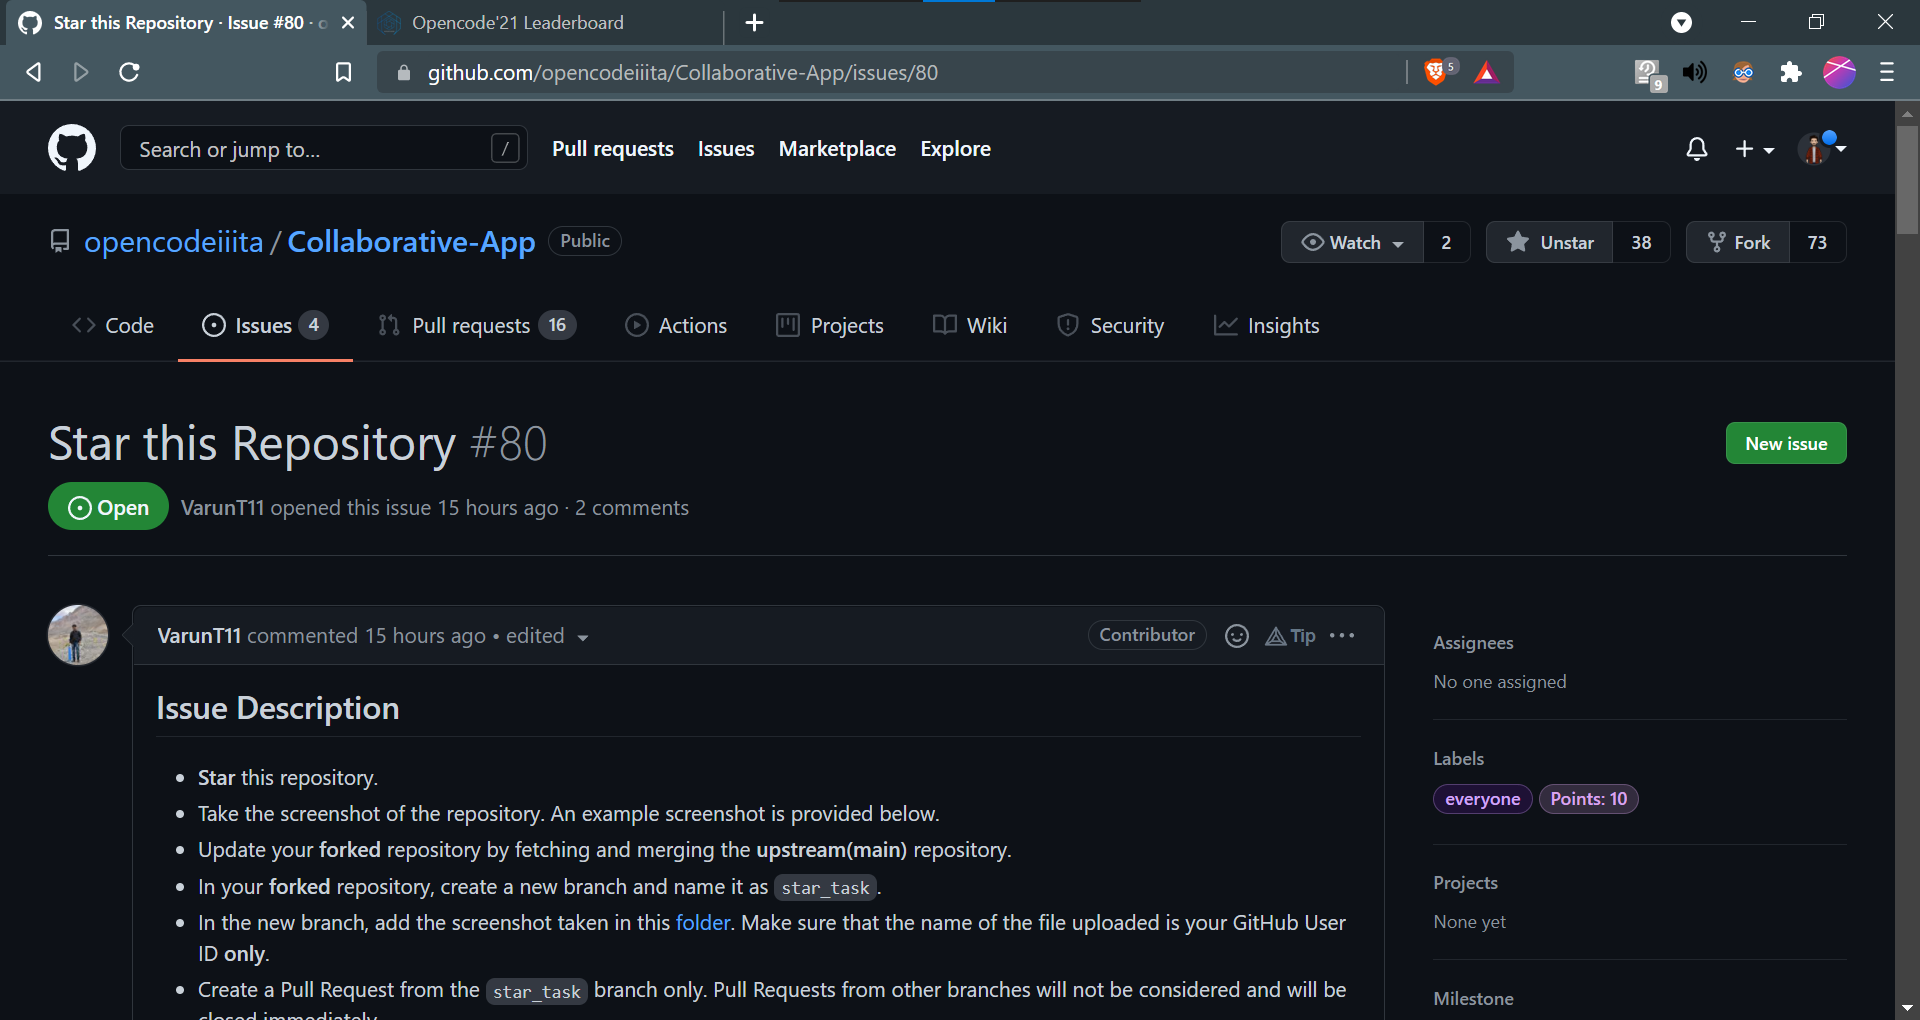 Star this Repository · Issue #80 ·
Opencode'21 Leaderboard
github.com/opencodeiiita/Collaborative-App/issues/80
5
9
Search or jump to...
/
Pull requests
Issues
Marketplace
Explore
opencodeiiita / Collaborative-App
Public
Watch
2
Unstar
38
Fork
73
Code
Issues 4
Pull requests 16
Actions
Projects
Wiki
Security
Insights
Star this Repository #80
New issue
Open
VarunT11 opened this issue 15 hours ago · 2 comments
VarunT11 commented 15 hours ago • edited
Contributor
Tip
Issue Description
• Star this repository.
• Take the screenshot of the repository. An example screenshot is provided below.
• Update your forked repository by fetching and merging the upstream(main) repository.
• In your forked repository, create a new branch and name it as star_task.
• In the new branch, add the screenshot taken in this folder. Make sure that the name of the file uploaded is your GitHub User
ID only.
• Create a Pull Request from the star_task branch only. Pull Requests from other branches will not be considered and will be
closed immediately.
Assignees
No one assigned
Labels
everyone
Points: 10
Projects
None yet
Milestone